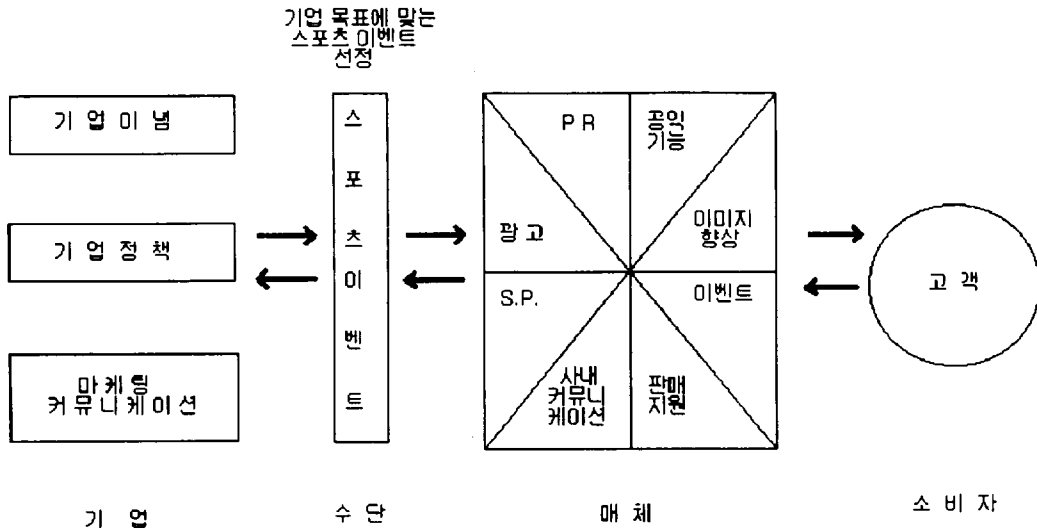 기업 목표에 맞는
스포츠 이벤트
선정
기 업 이 념
기 업 정 책
마 케 팅
커 뮤 니 케 이 션
스
포
츠
이
벤
트
P R
공익
기능
광 고
이미지
향상
S.P.
이벤트
사내
커뮤니
케이션
판매
지원
고 객
기 업
수 단
매 체
소 비 자